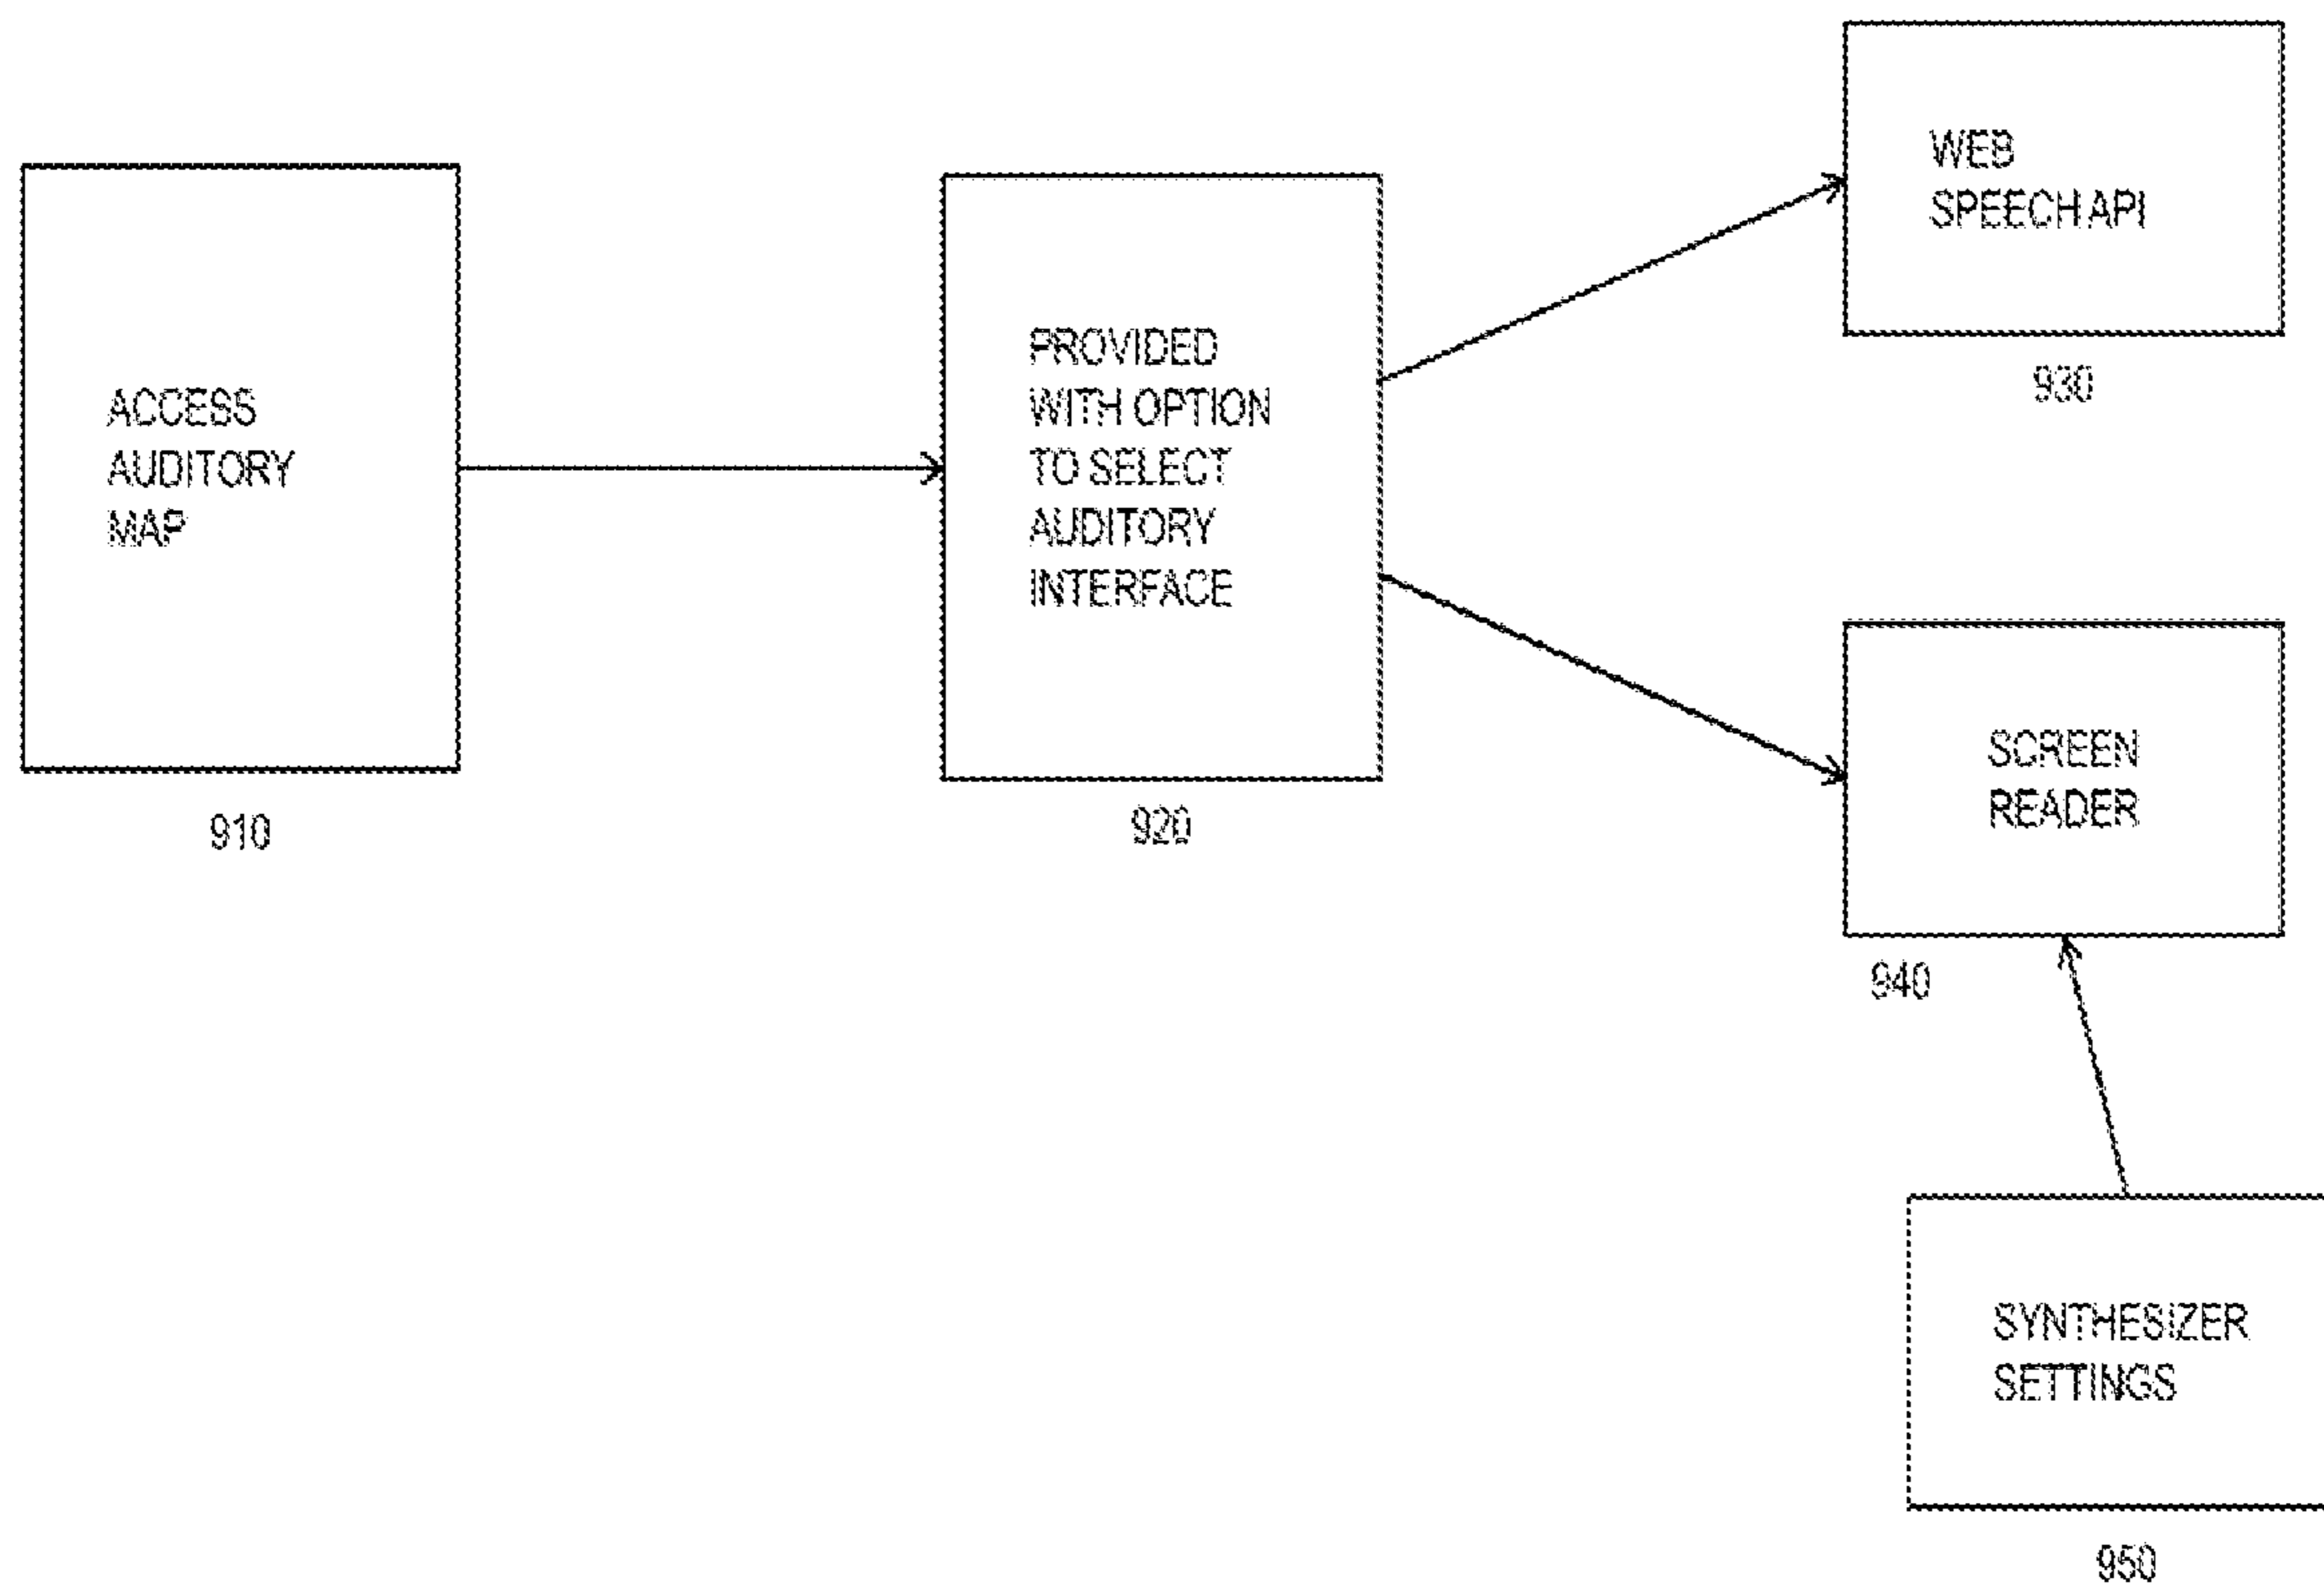 ACCESS
AUDITORY
MAP
910
PROVIDED
WITH OPTION
TO SELECT
AUDITORY
INTERFACE
920
WEB
SPEECH API
930
SCREEN
READER
940
SYNTHESIZER
SETTINGS
950